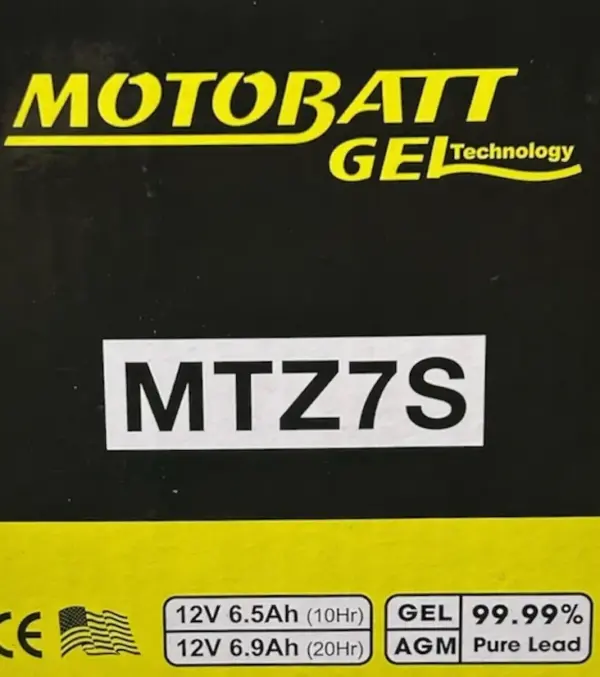 MOTOBATT
GEL Technology
MTZ7S
CE
12V 6.5Ah (10Hr)
12V 6.9Ah (20Hr)
GEL 99.99%
AGM Pure Lead